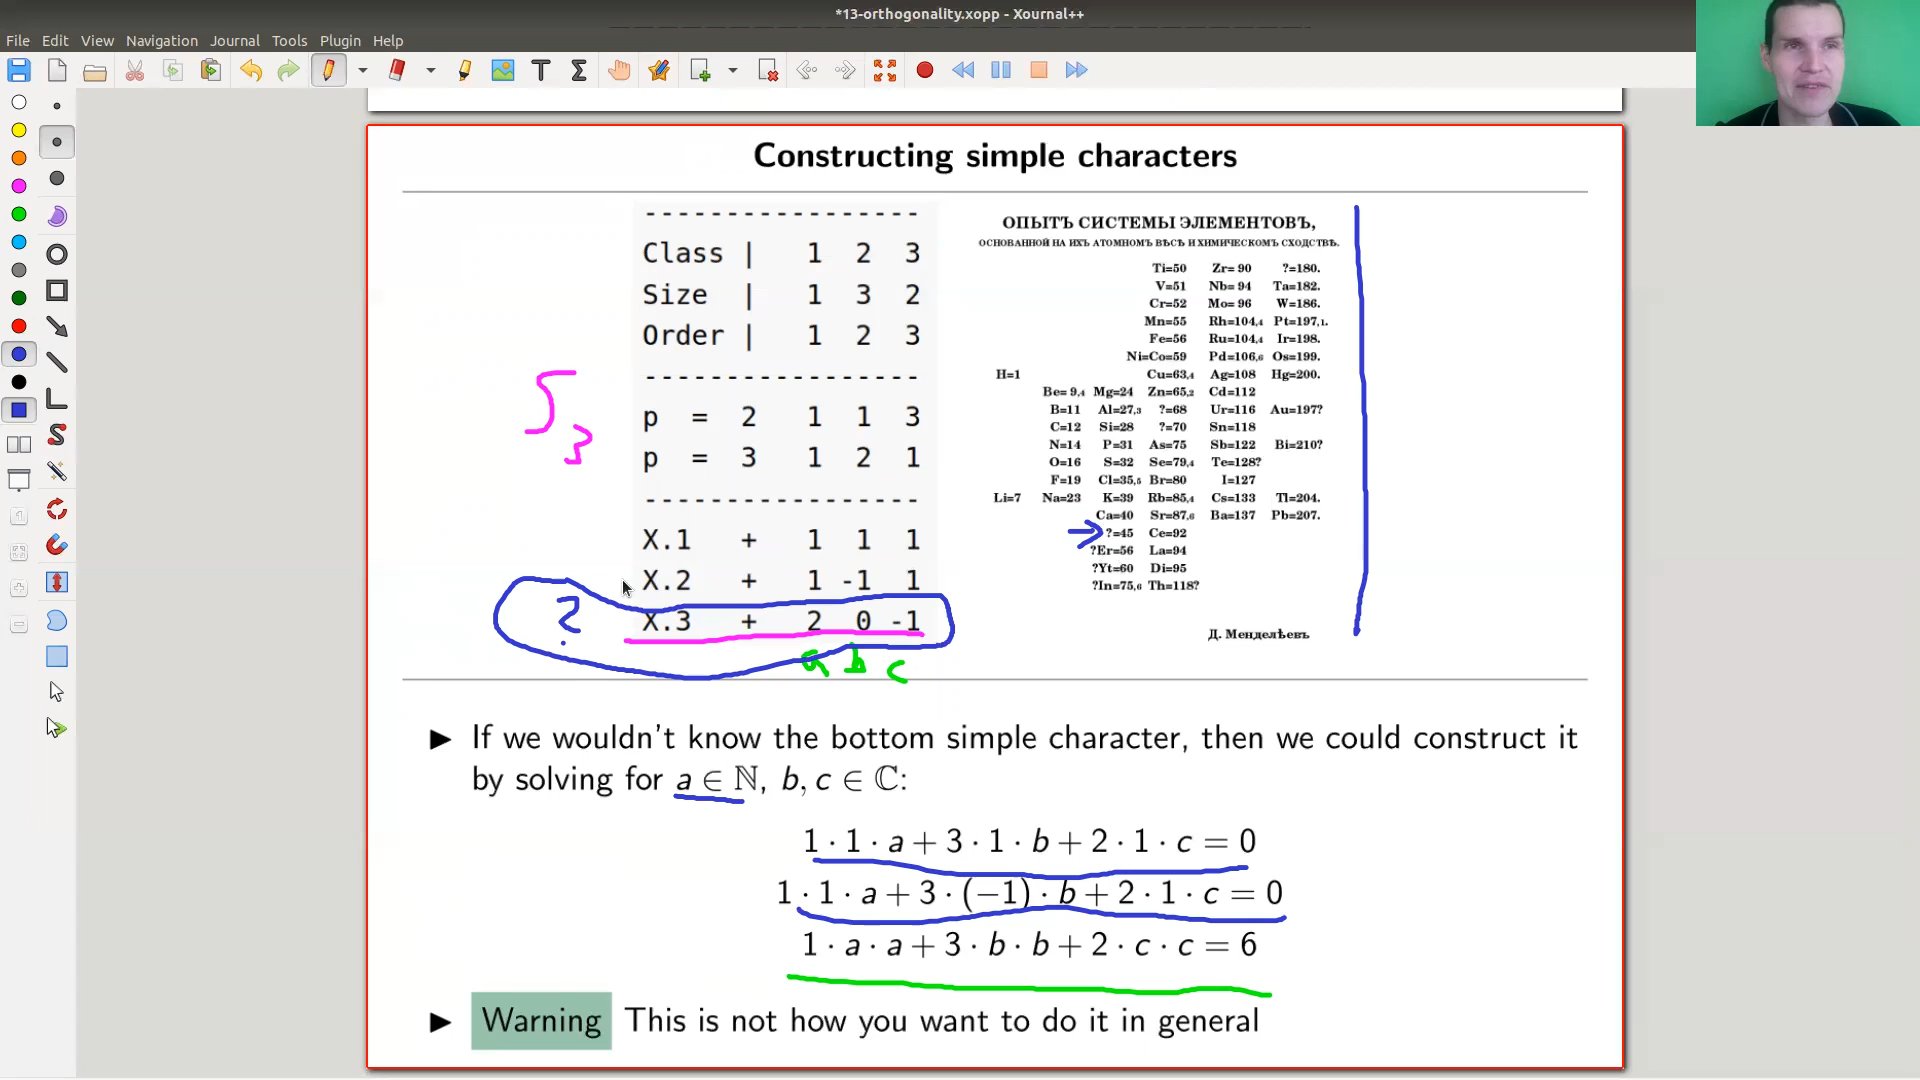 *13-orthogonality.xopp - Xournal++
File Edit View Navigation Journal Tools Plugin Help
Constructing simple characters
-----------------
Class | 1 2 3
Size | 1 3 2
Order | 1 2 3
-----------------
p = 2 1 1 3
p = 3 1 2 1
-----------------
X.1 + 1 1 1
X.2 + 1 -1 1
X.3 + 2 0 -1
S3
?
a b c
ОПЫТЪ СИСТЕМЫ ЭЛЕМЕНТОВЪ,
ОСНОВАННОЙ НА ИХЪ АТОМНОМЪ ВѢСѢ И ХИМИЧЕСКОМЪ СХОДСТВѢ.
Ti=50 Zr= 90 ?=180.
V=51 Nb= 94 Ta=182.
Cr=52 Mo= 96 W=186.
Mn=55 Rh=104,4 Pt=197,1.
Fe=56 Ru=104,4 Ir=198.
Ni=Co=59 Pd=106,6 Os=199.
H=1 Cu=63,4 Ag=108 Hg=200.
Be= 9,4 Mg=24 Zn=65,2 Cd=112
B=11 Al=27,3 ?=68 Ur=116 Au=197?
C=12 Si=28 ?=70 Sn=118
N=14 P=31 As=75 Sb=122 Bi=210?
O=16 S=32 Se=79,4 Te=128?
F=19 Cl=35,5 Br=80 I=127
Li=7 Na=23 K=39 Rb=85,4 Cs=133 Tl=204.
Ca=40 Sr=87,6 Ba=137 Pb=207.
?=45 Ce=92
?Er=56 La=94
?Yt=60 Di=95
?In=75,6 Th=118?
Д. Менделѣевъ
▶ If we wouldn't know the bottom simple character, then we could construct it
by solving for a ∈ ℕ, b, c ∈ ℂ:
1 · 1 · a + 3 · 1 · b + 2 · 1 · c = 0
1 · 1 · a + 3 · (−1) · b + 2 · 1 · c = 0
1 · a · a + 3 · b · b + 2 · c · c = 6
▶ Warning This is not how you want to do it in general